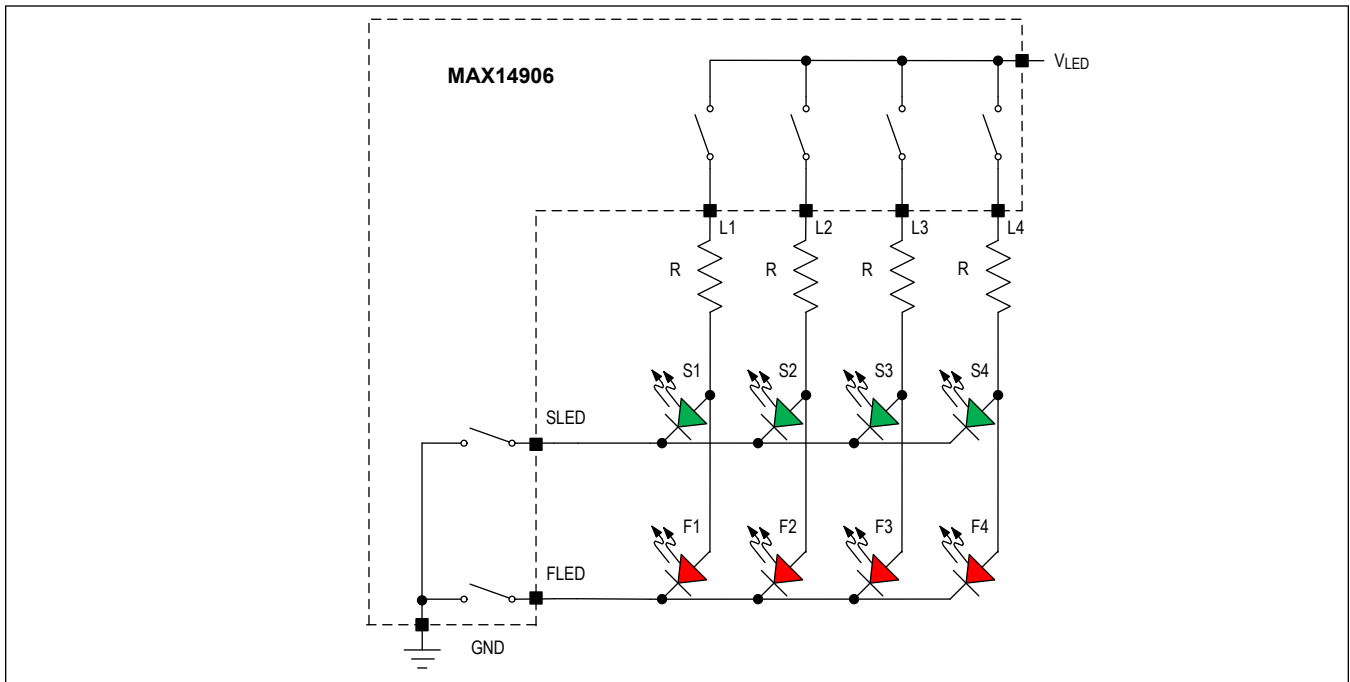 MAX14906
VLED
L1 L2 L3 L4
R R R R
S1 S2 S3 S4
SLED
F1 F2 F3 F4
FLED
GND